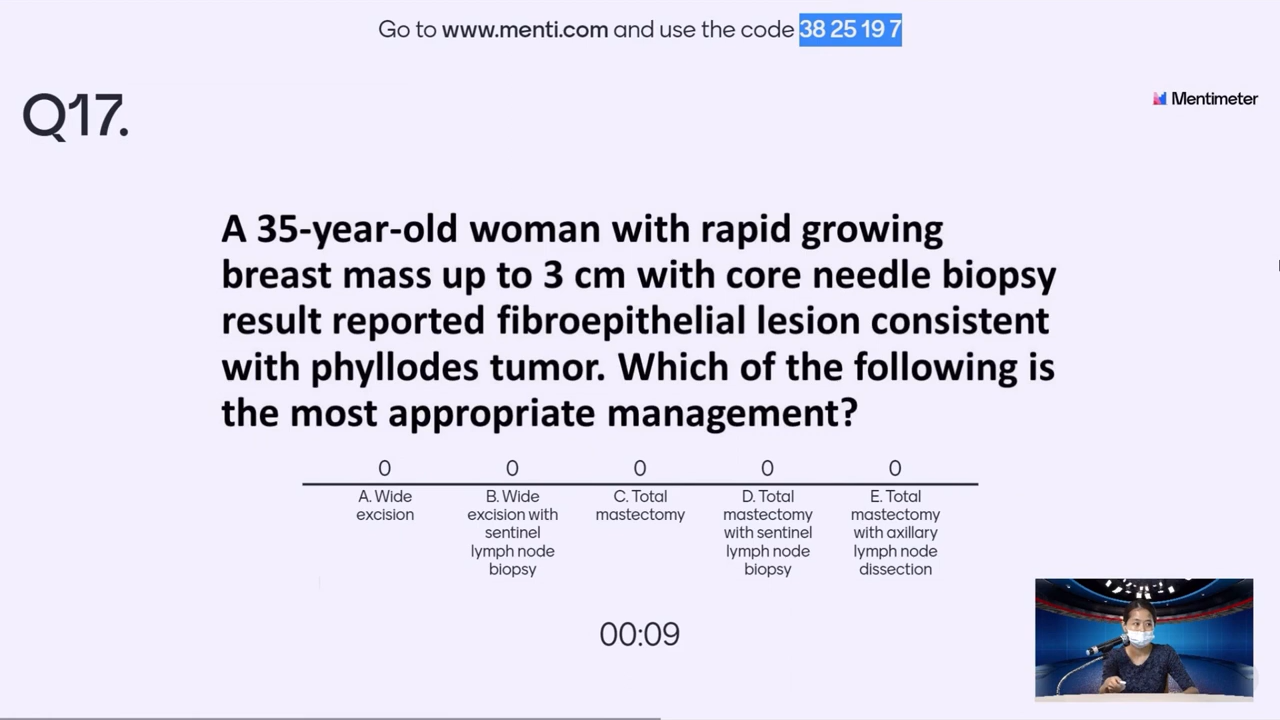 Go to www.menti.com and use the code 38 25 19 7
Q17.
Mentimeter
A 35-year-old woman with rapid growing
breast mass up to 3 cm with core needle biopsy
result reported fibroepithelial lesion consistent
with phyllodes tumor. Which of the following is
the most appropriate management?
0 0 0 0 0
A. Wide
excision
B. Wide
excision with
sentinel
lymph node
biopsy
C. Total
mastectomy
D. Total
mastectomy
with sentinel
lymph node
biopsy
E. Total
mastectomy
with axillary
lymph node
dissection
00:09